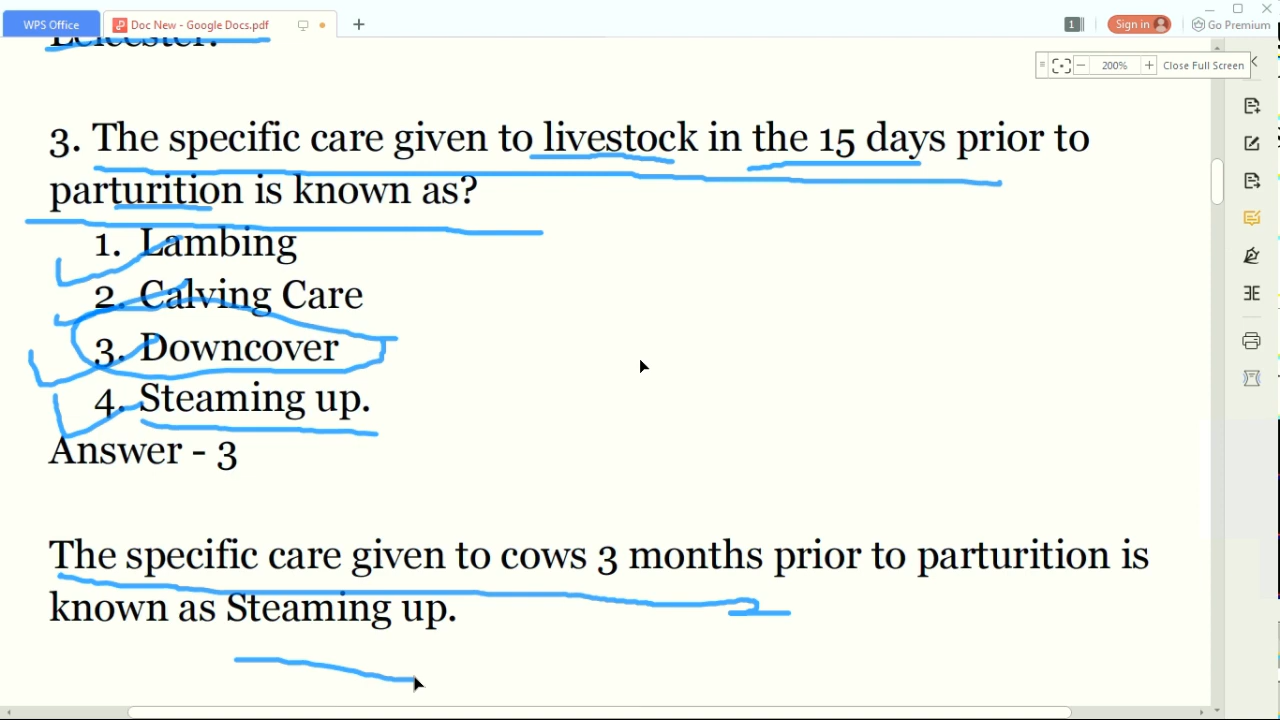 WPS Office
Doc New - Google Docs.pdf
1
Sign in
Go Premium
Leicester.
200%
Close Full Screen
3. The specific care given to livestock in the 15 days prior to
parturition is known as?
1. Lambing
2. Calving Care
3. Downcover
4. Steaming up.
Answer - 3
The specific care given to cows 3 months prior to parturition is
known as Steaming up.